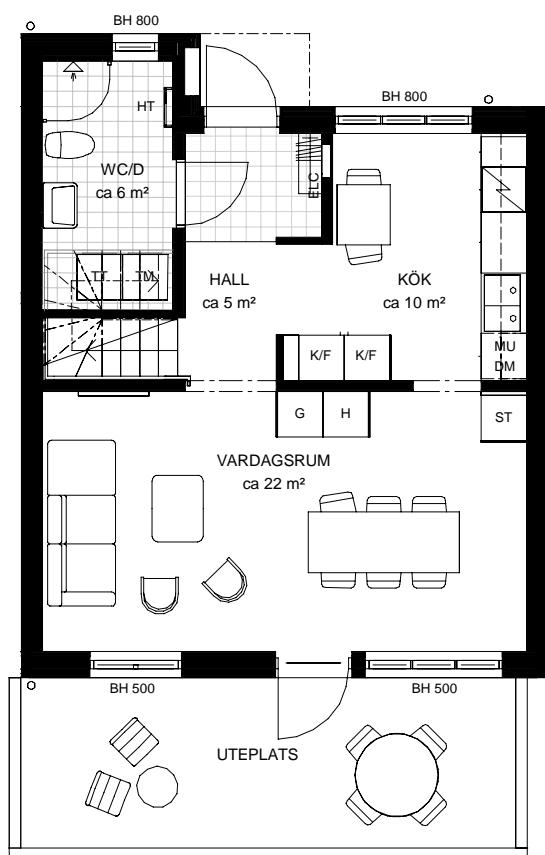 BH 800
BH 800
HT
WC/D
ca 6 m²
ELC
TT
TM
HALL
ca 5 m²
KÖK
ca 10 m²
K/F
K/F
MU
DM
G
H
ST
VARDAGSRUM
ca 22 m²
BH 500
BH 500
UTEPLATS